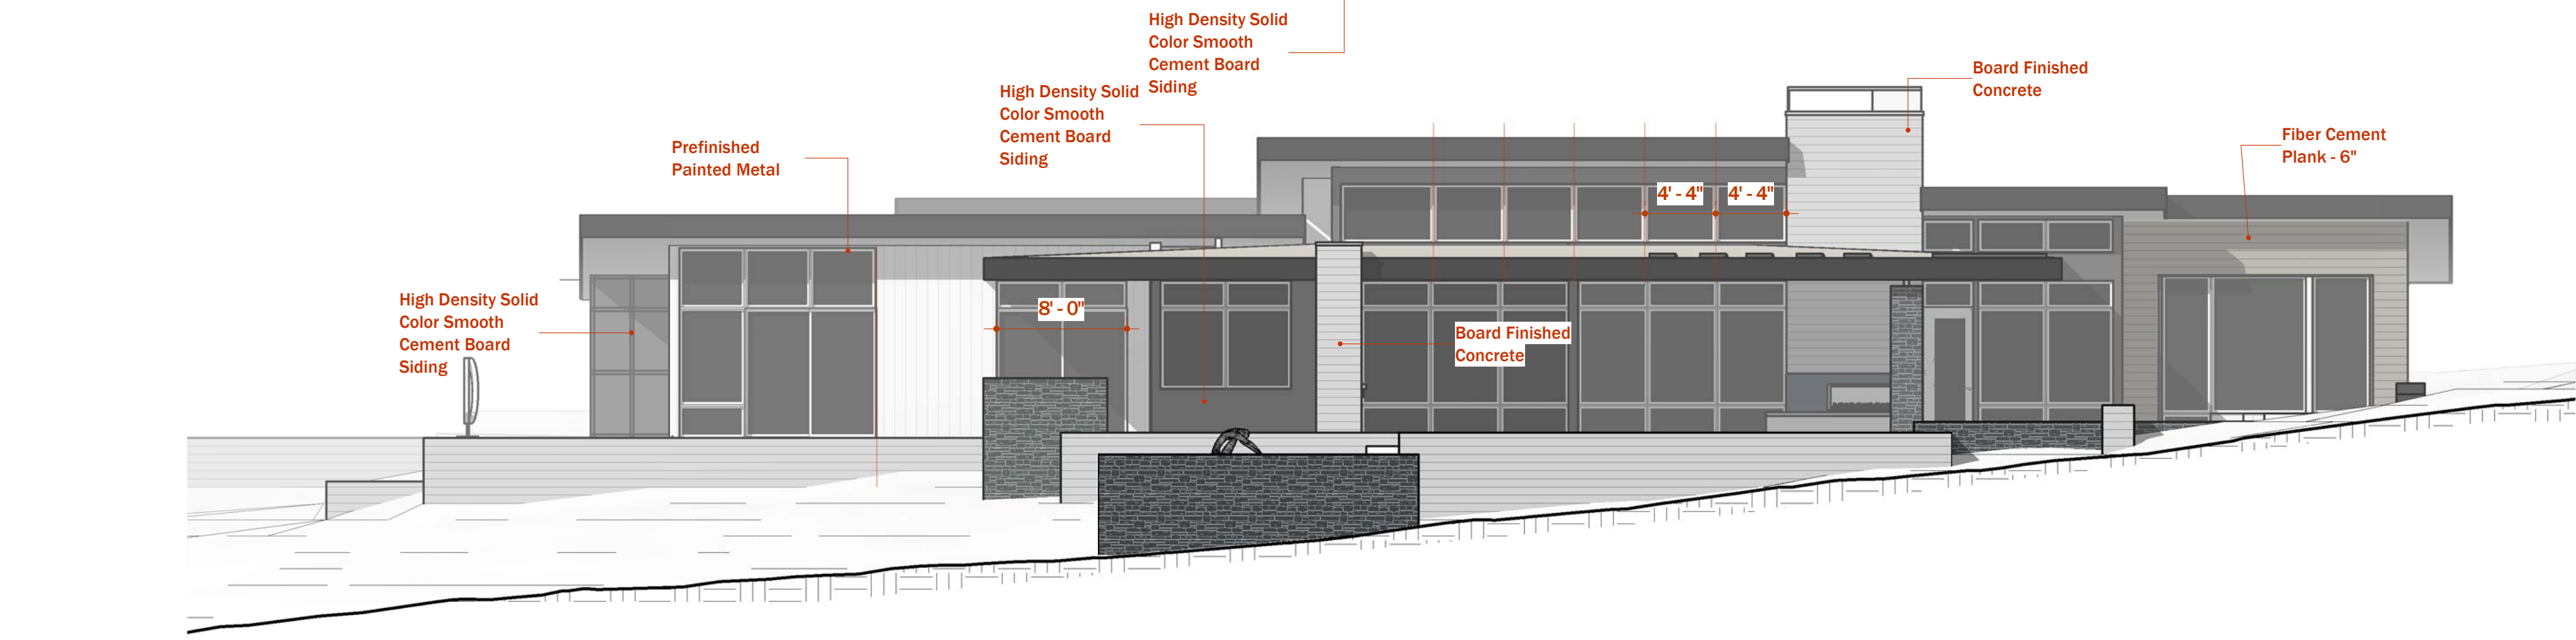 High Density Solid
Color Smooth
Cement Board
Siding
High Density Solid
Color Smooth
Cement Board
Siding
Board Finished
Concrete
Prefinished
Painted Metal
Fiber Cement
Plank - 6"
4' - 4"
4' - 4"
High Density Solid
Color Smooth
Cement Board
Siding
8' - 0"
Board Finished
Concrete